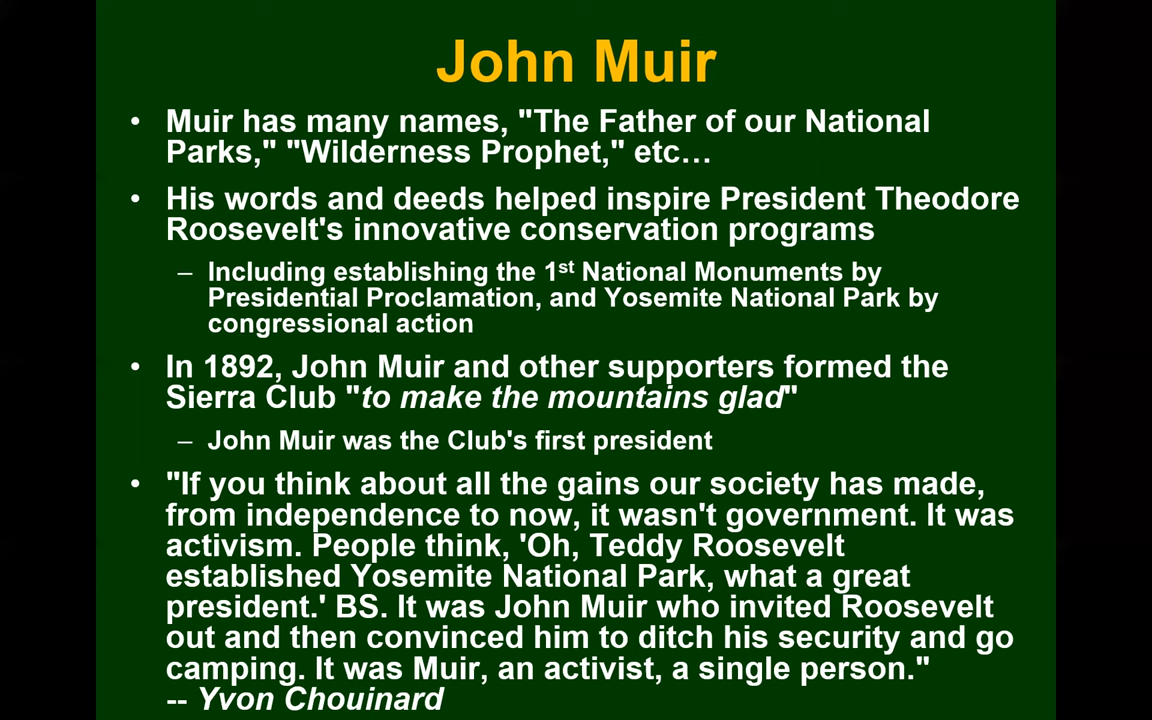 John Muir
• Muir has many names, "The Father of our National
Parks," "Wilderness Prophet," etc…
• His words and deeds helped inspire President Theodore
Roosevelt's innovative conservation programs
– Including establishing the 1st National Monuments by
Presidential Proclamation, and Yosemite National Park by
congressional action
• In 1892, John Muir and other supporters formed the
Sierra Club "to make the mountains glad"
– John Muir was the Club's first president
• "If you think about all the gains our society has made,
from independence to now, it wasn't government. It was
activism. People think, 'Oh, Teddy Roosevelt
established Yosemite National Park, what a great
president.' BS. It was John Muir who invited Roosevelt
out and then convinced him to ditch his security and go
camping. It was Muir, an activist, a single person."
-- Yvon Chouinard